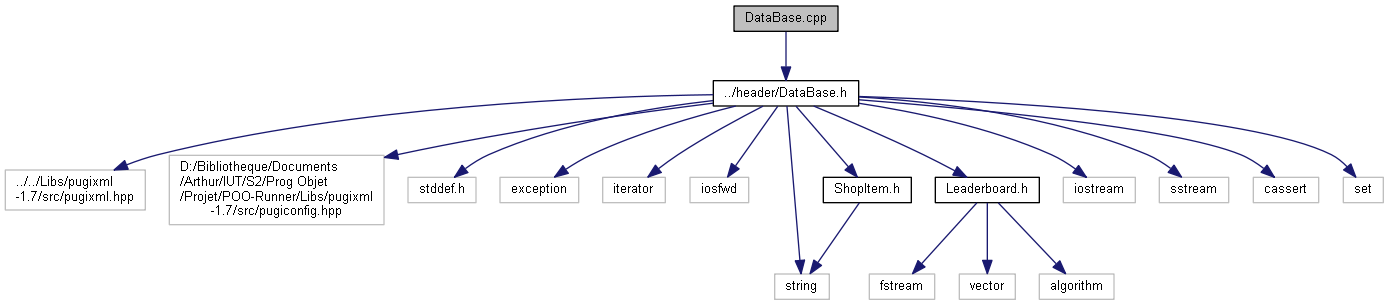 DataBase.cpp
../header/DataBase.h
../../Libs/pugixml
-1.7/src/pugixml.hpp
D:/Bibliotheque/Documents
/Arthur/IUT/S2/Prog Objet
/Projet/POO-Runner/Libs/pugixml
-1.7/src/pugiconfig.hpp
stddef.h
exception
iterator
iosfwd
ShopItem.h
Leaderboard.h
iostream
sstream
cassert
set
string
fstream
vector
algorithm